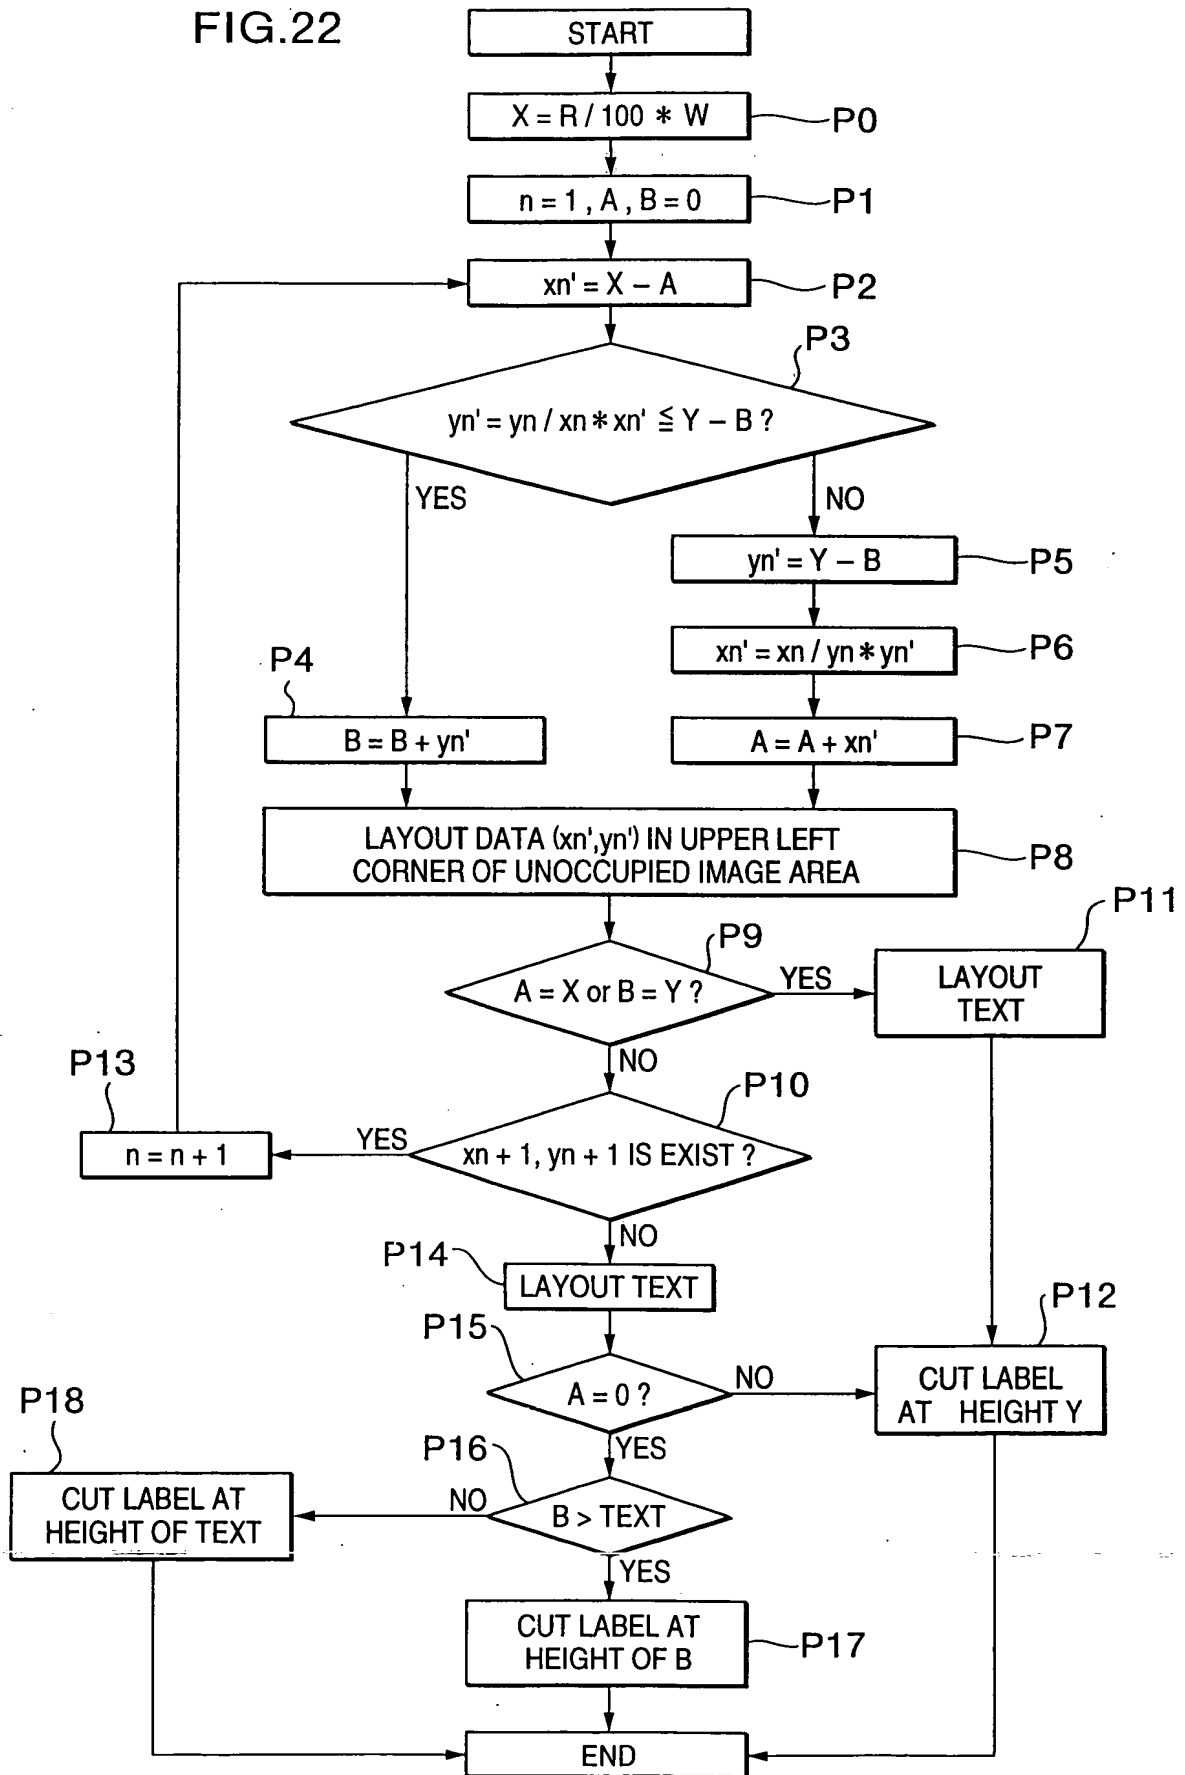 FIG.22
START
X = R / 100 * W
P0
n = 1 , A , B = 0
P1
xn' = X – A
P2
P3
yn' = yn / xn * xn' ≦ Y – B ?
YES
NO
yn' = Y – B
P5
xn' = xn / yn * yn'
P6
P4
B = B + yn'
A = A + xn'
P7
LAYOUT DATA (xn',yn') IN UPPER LEFT
CORNER OF UNOCCUPIED IMAGE AREA
P8
P9
A = X or B = Y ?
YES
P11
LAYOUT
TEXT
NO
P13
n = n + 1
YES
P10
xn + 1, yn + 1 IS EXIST ?
NO
P14
LAYOUT TEXT
P15
A = 0 ?
NO
P12
CUT LABEL
AT HEIGHT Y
YES
P18
CUT LABEL AT
HEIGHT OF TEXT
P16
NO
B > TEXT
YES
CUT LABEL AT
HEIGHT OF B
P17
END